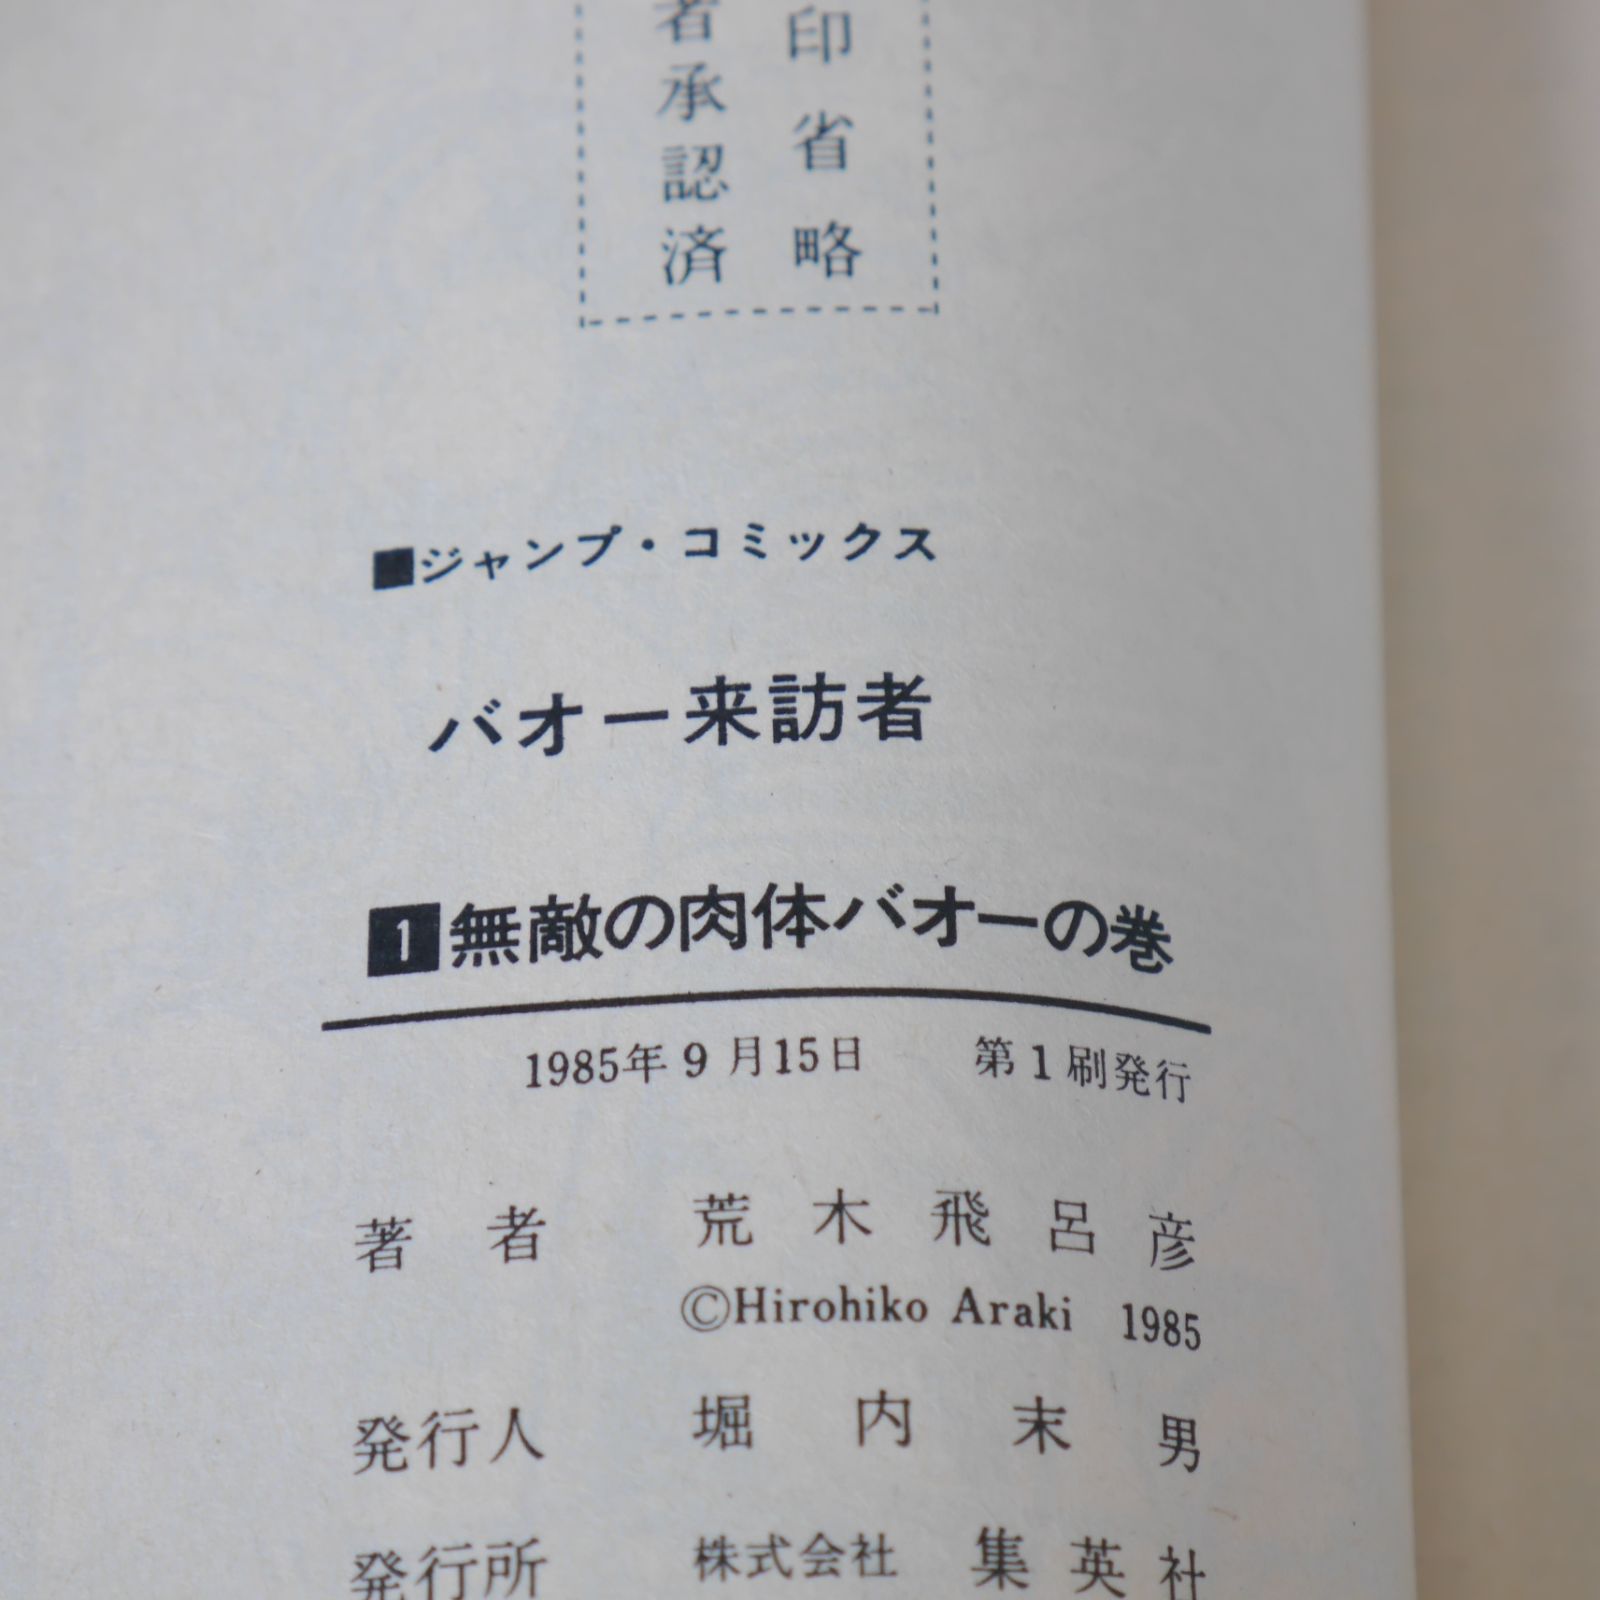 印省略
者承認済
■ジャンプ・コミックス
バオー来訪者
1 無敵の肉体バオーの巻
1985年9月15日 第1刷発行
著者 荒木飛呂彦
©Hirohiko Araki 1985
発行人 堀内末男
発行所 株式会社 集英社